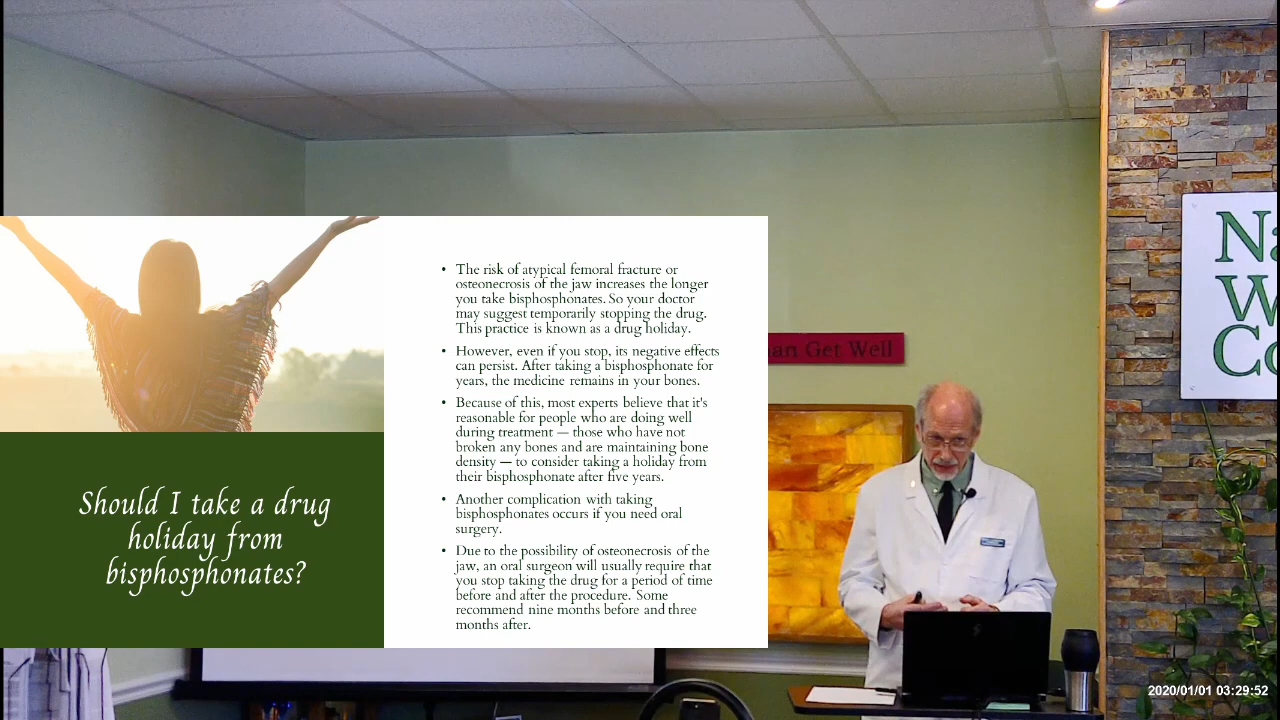 • The risk of atypical femoral fracture or
osteonecrosis of the jaw increases the longer
you take bisphosphonates. So your doctor
may suggest temporarily stopping the drug.
This practice is known as a drug holiday.
• However, even if you stop, its negative effects
can persist. After taking a bisphosphonate for
years, the medicine remains in your bones.
• Because of this, most experts believe that it's
reasonable for people who are doing well
during treatment — those who have not
broken any bones and are maintaining bone
density — to consider taking a holiday from
their bisphosphonate after five years.
• Another complication with taking
bisphosphonates occurs if you need oral
surgery.
• Due to the possibility of osteonecrosis of the
jaw, an oral surgeon will usually require that
you stop taking the drug for a period of time
before and after the procedure. Some
recommend nine months before and three
months after.
Should I take a drug
holiday from
bisphosphonates?
an Get Well
Na
W
Co
2020/01/01 03:29:52